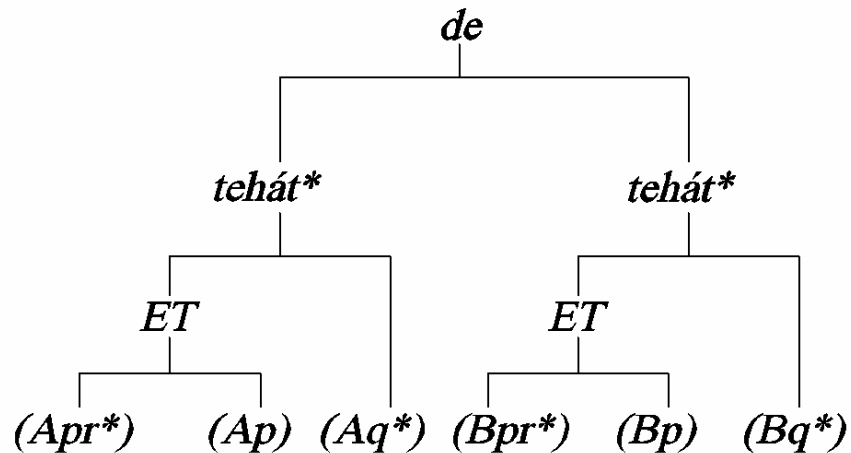 de
tehát* tehát*
ET ET
(Apr*) (Ap) (Aq*) (Bpr*) (Bp) (Bq*)